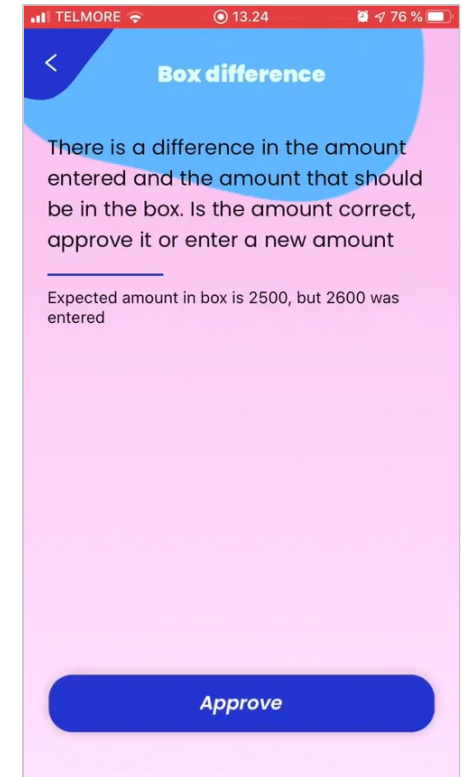 TELMORE 13.24 76 %
Box difference
There is a difference in the amount
entered and the amount that should
be in the box. Is the amount correct,
approve it or enter a new amount
Expected amount in box is 2500, but 2600 was
entered
Approve